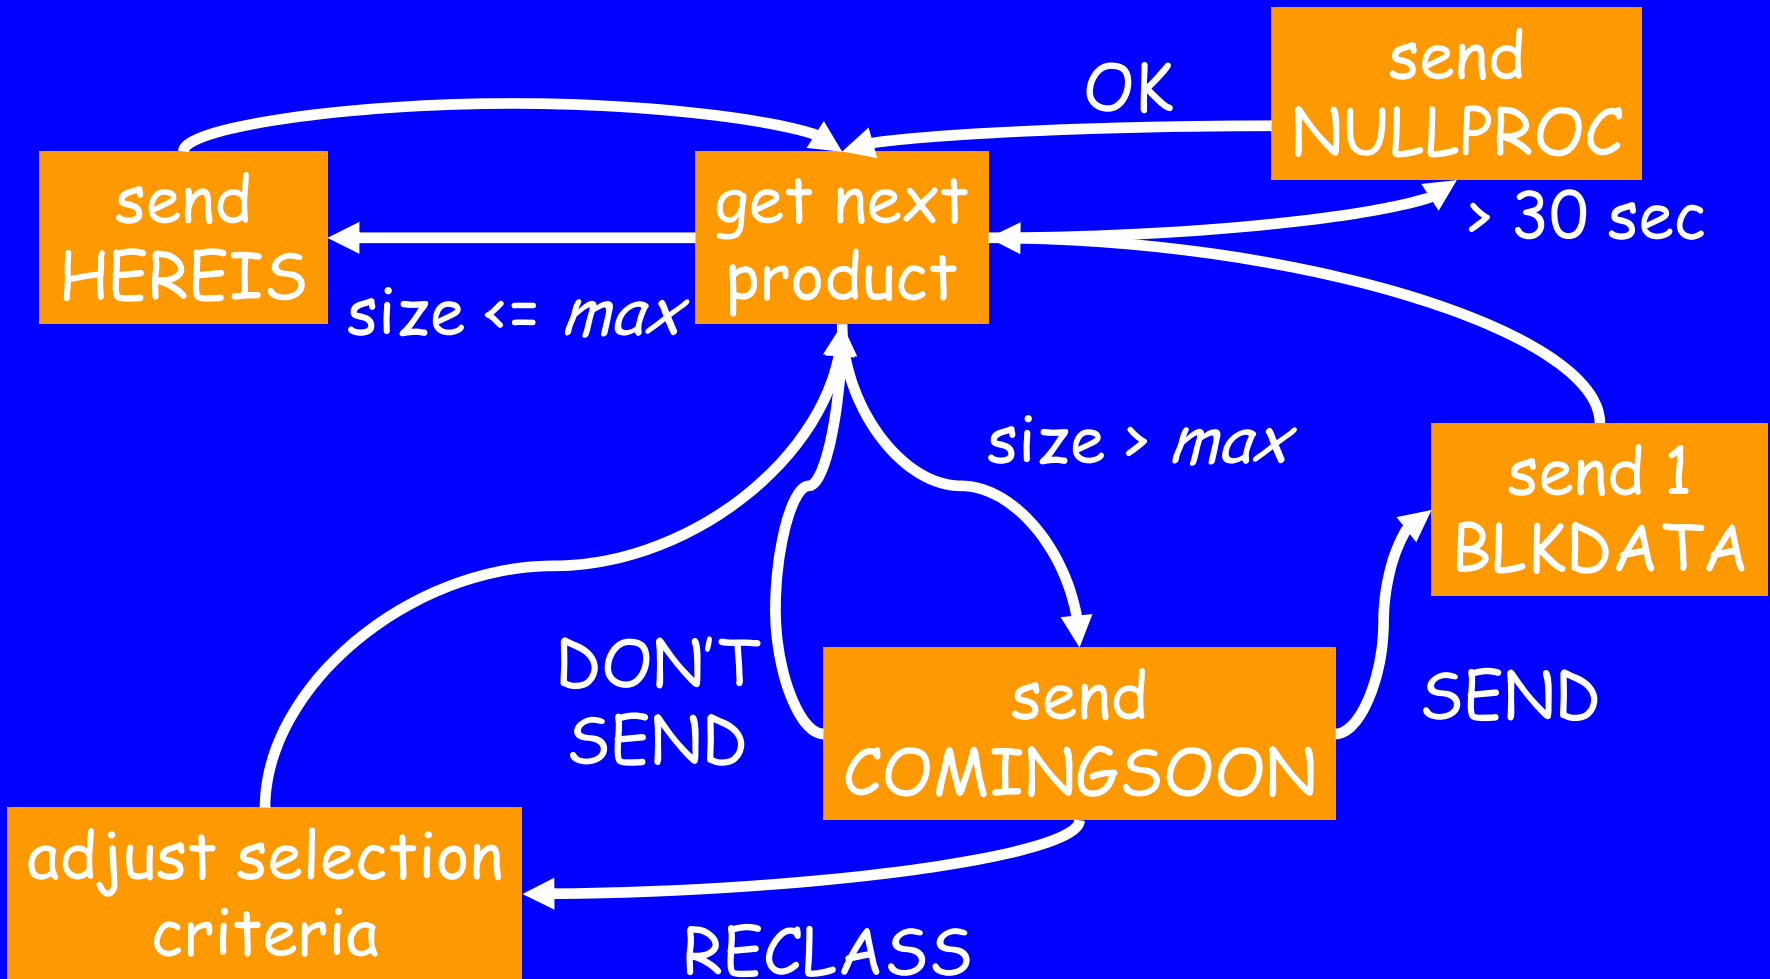 send
NULLPROC
OK
send
HEREIS
get next
product
> 30 sec
size <= max
size > max
send 1
BLKDATA
DON'T
SEND
send
COMINGSOON
SEND
adjust selection
criteria
RECLASS